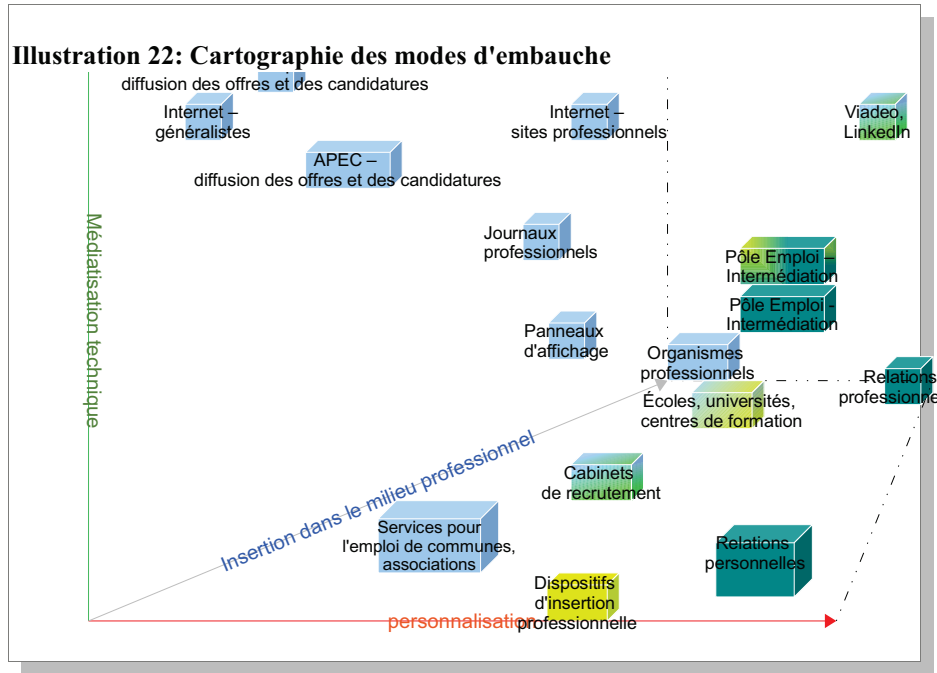 Illustration 22: Cartographie des modes d'embauche
diffusion des offres et des candidatures
Internet –
généralistes
Internet –
sites professionnels
Viadeo,
LinkedIn
APEC –
diffusion des offres et des candidatures
Médiatisation technique
Journaux
professionnels
Pôle Emploi –
Intermédiation
Pôle Emploi -
Intermédiation
Panneaux
d'affichage
Organismes
professionnels
Relations
professionne
Écoles, universités,
centres de formation
Insertion dans le milieu professionnel
Cabinets
de recrutement
Services pour
l'emploi de communes,
associations
Relations
personnelles
Dispositifs
d'insertion
professionnelle
personnalisation